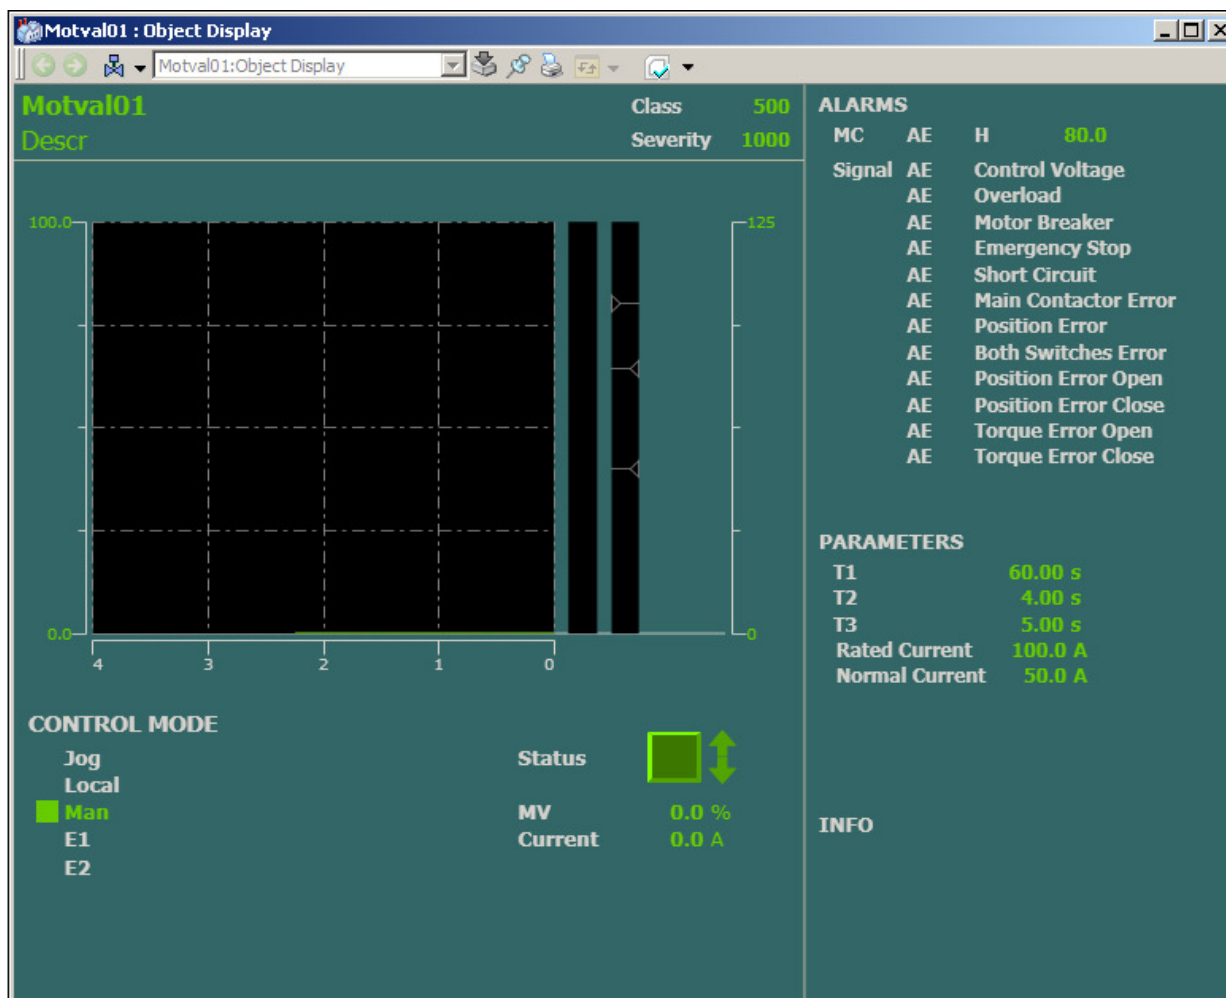 Motval01 : Object Display
Motval01:Object Display
Motval01
Descr
Class 500
Severity 1000
100.0
125
0.0
0
4 3 2 1 0
CONTROL MODE
Jog
Local
Man
E1
E2
Status
MV 0.0 %
Current 0.0 A
ALARMS
MC AE H 80.0
Signal AE Control Voltage
AE Overload
AE Motor Breaker
AE Emergency Stop
AE Short Circuit
AE Main Contactor Error
AE Position Error
AE Both Switches Error
AE Position Error Open
AE Position Error Close
AE Torque Error Open
AE Torque Error Close
PARAMETERS
T1 60.00 s
T2 4.00 s
T3 5.00 s
Rated Current 100.0 A
Normal Current 50.0 A
INFO